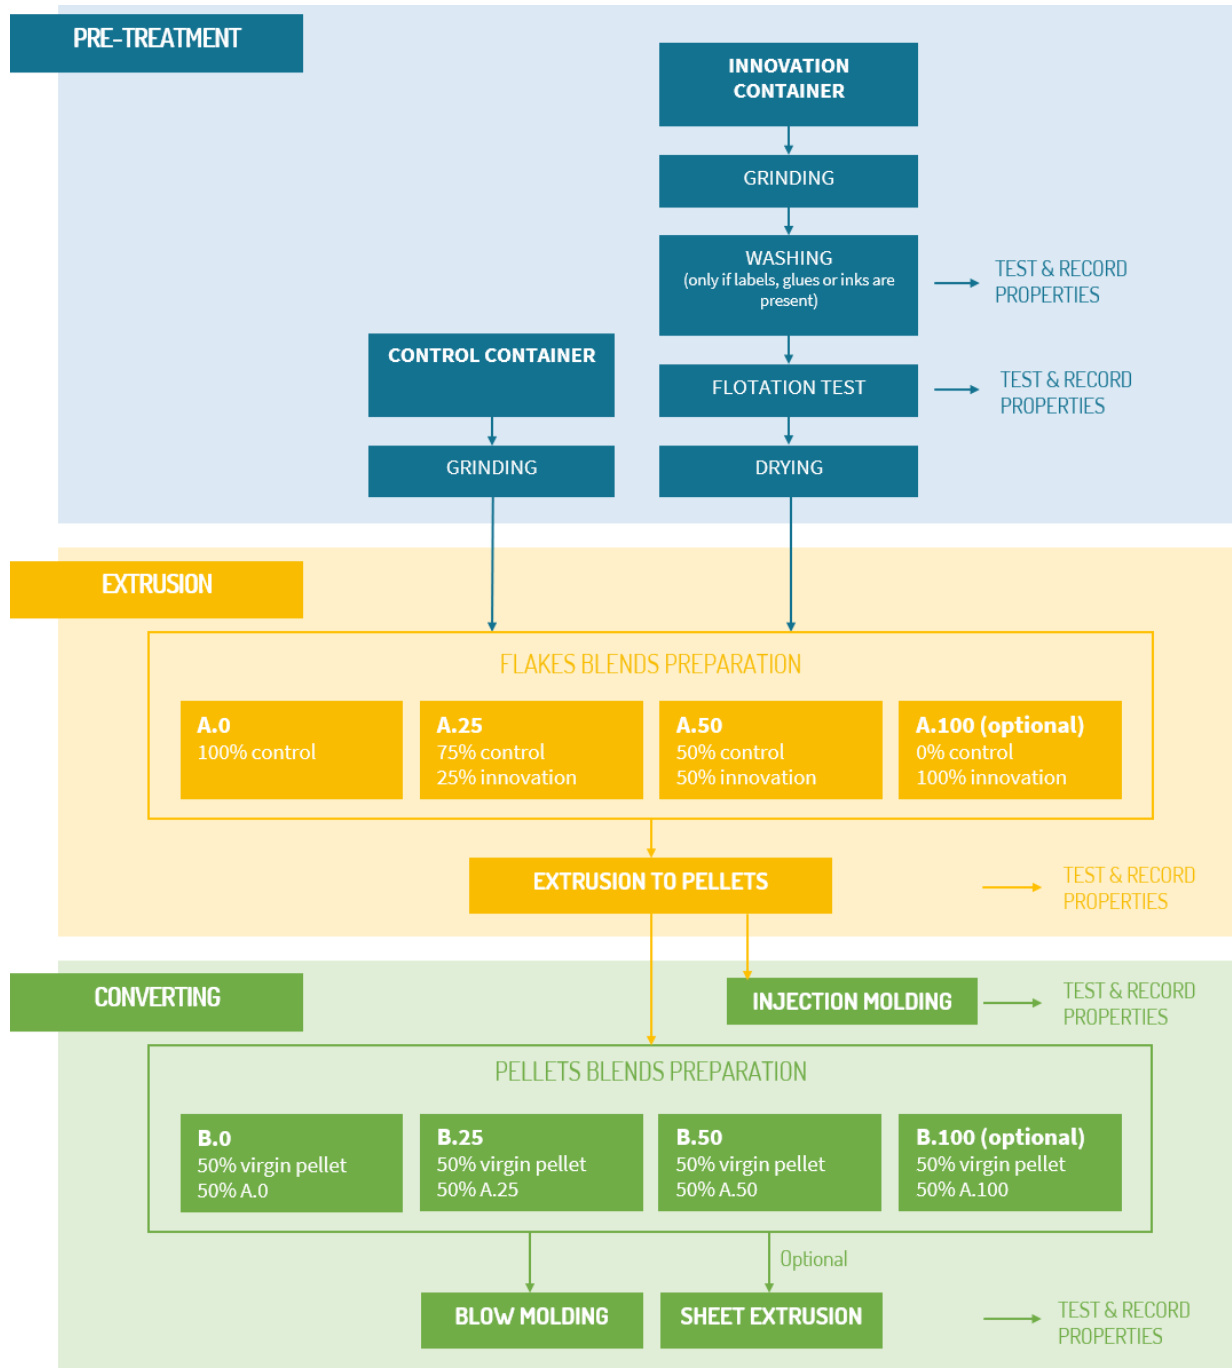 PRE-TREATMENT
INNOVATION
CONTAINER
GRINDING
WASHING
(only if labels, glues or inks are
present)
TEST & RECORD
PROPERTIES
CONTROL CONTAINER
FLOTATION TEST
TEST & RECORD
PROPERTIES
GRINDING
DRYING
EXTRUSION
FLAKES BLENDS PREPARATION
A.0
100% control
A.25
75% control
25% innovation
A.50
50% control
50% innovation
A.100 (optional)
0% control
100% innovation
EXTRUSION TO PELLETS
TEST & RECORD
PROPERTIES
CONVERTING
INJECTION MOLDING
TEST & RECORD
PROPERTIES
PELLETS BLENDS PREPARATION
B.0
50% virgin pellet
50% A.0
B.25
50% virgin pellet
50% A.25
B.50
50% virgin pellet
50% A.50
B.100 (optional)
50% virgin pellet
50% A.100
Optional
BLOW MOLDING
SHEET EXTRUSION
TEST & RECORD
PROPERTIES